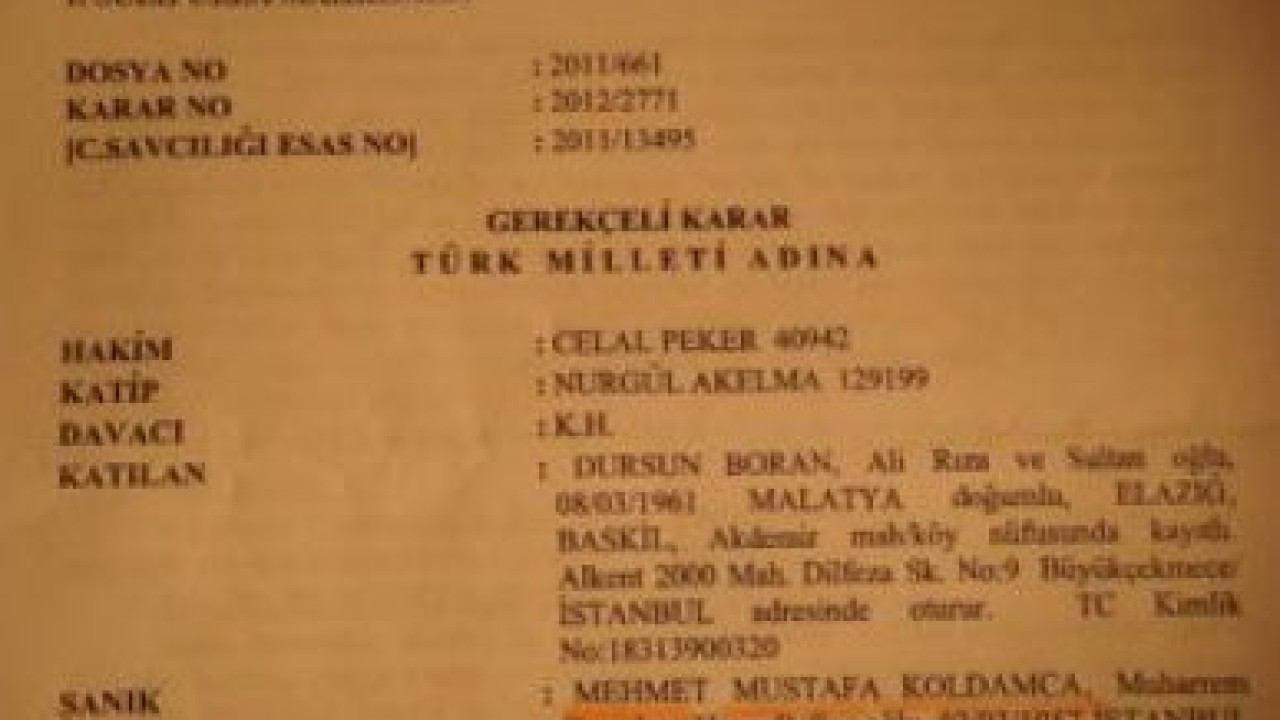 DOSYA NO : 2011/661
KARAR NO : 2012/2771
[C.SAVCILIĞI ESAS NO] : 2011/13495
GEREKÇELİ KARAR
TÜRK MİLLETİ ADINA
HAKİM : CELAL PEKER 40942
KATİP : NURGÜL AKELMA 129199
DAVACI : K.H.
KATILAN : DURSUN BORAN, Ali Rıza ve Sultan oğlu,
08/03/1961 MALATYA doğumlu, ELAZIĞ,
BASKİL, Akdemir mah/köy nüfusunda kayıtlı.
Alkent 2000 Mah. Dilfeza Sk. No:9 Büyükçekmece/
İSTANBUL adresinde oturur. TC Kimlik
No:18313900320
SANIK : MEHMET MUSTAFA KOLDAMCA, Muharrem